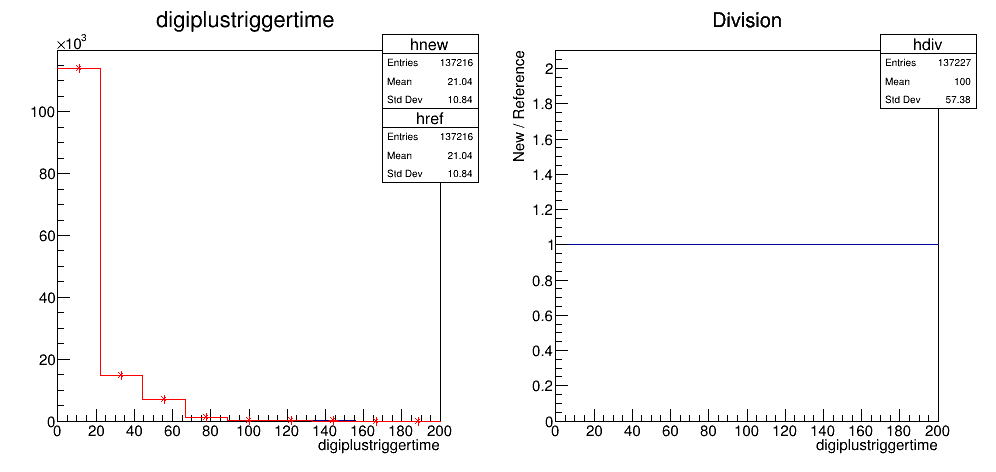 digiplustriggertime
×10³
hnew
Entries 137216
Mean 21.04
Std Dev 10.84
href
Entries 137216
Mean 21.04
Std Dev 10.84
100
80
60
40
20
0
0 20 40 60 80 100 120 140 160 180 200
digiplustriggertime
Division
hdiv
Entries 137227
Mean 100
Std Dev 57.38
New / Reference
2
1.8
1.6
1.4
1.2
1
0.8
0.6
0.4
0.2
0
0 20 40 60 80 100 120 140 160 180 200
digiplustriggertime